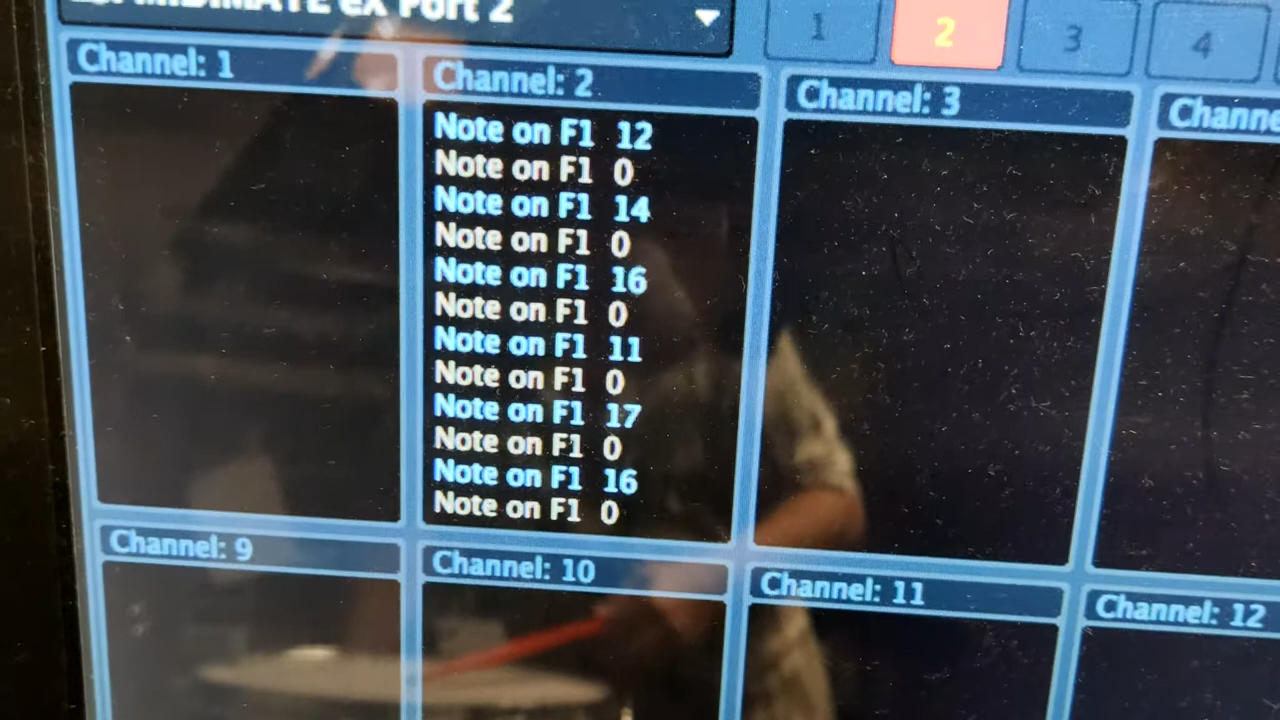 MIDIMATE eX Port 2
1
2
3
4
Channel: 1
Channel: 2
Channel: 3
Note on F1 12
Note on F1 0
Note on F1 14
Note on F1 0
Note on F1 16
Note on F1 0
Note on F1 11
Note on F1 0
Note on F1 17
Note on F1 0
Note on F1 16
Note on F1 0
Channel: 9
Channel: 10
Channel: 11
Channel: 12